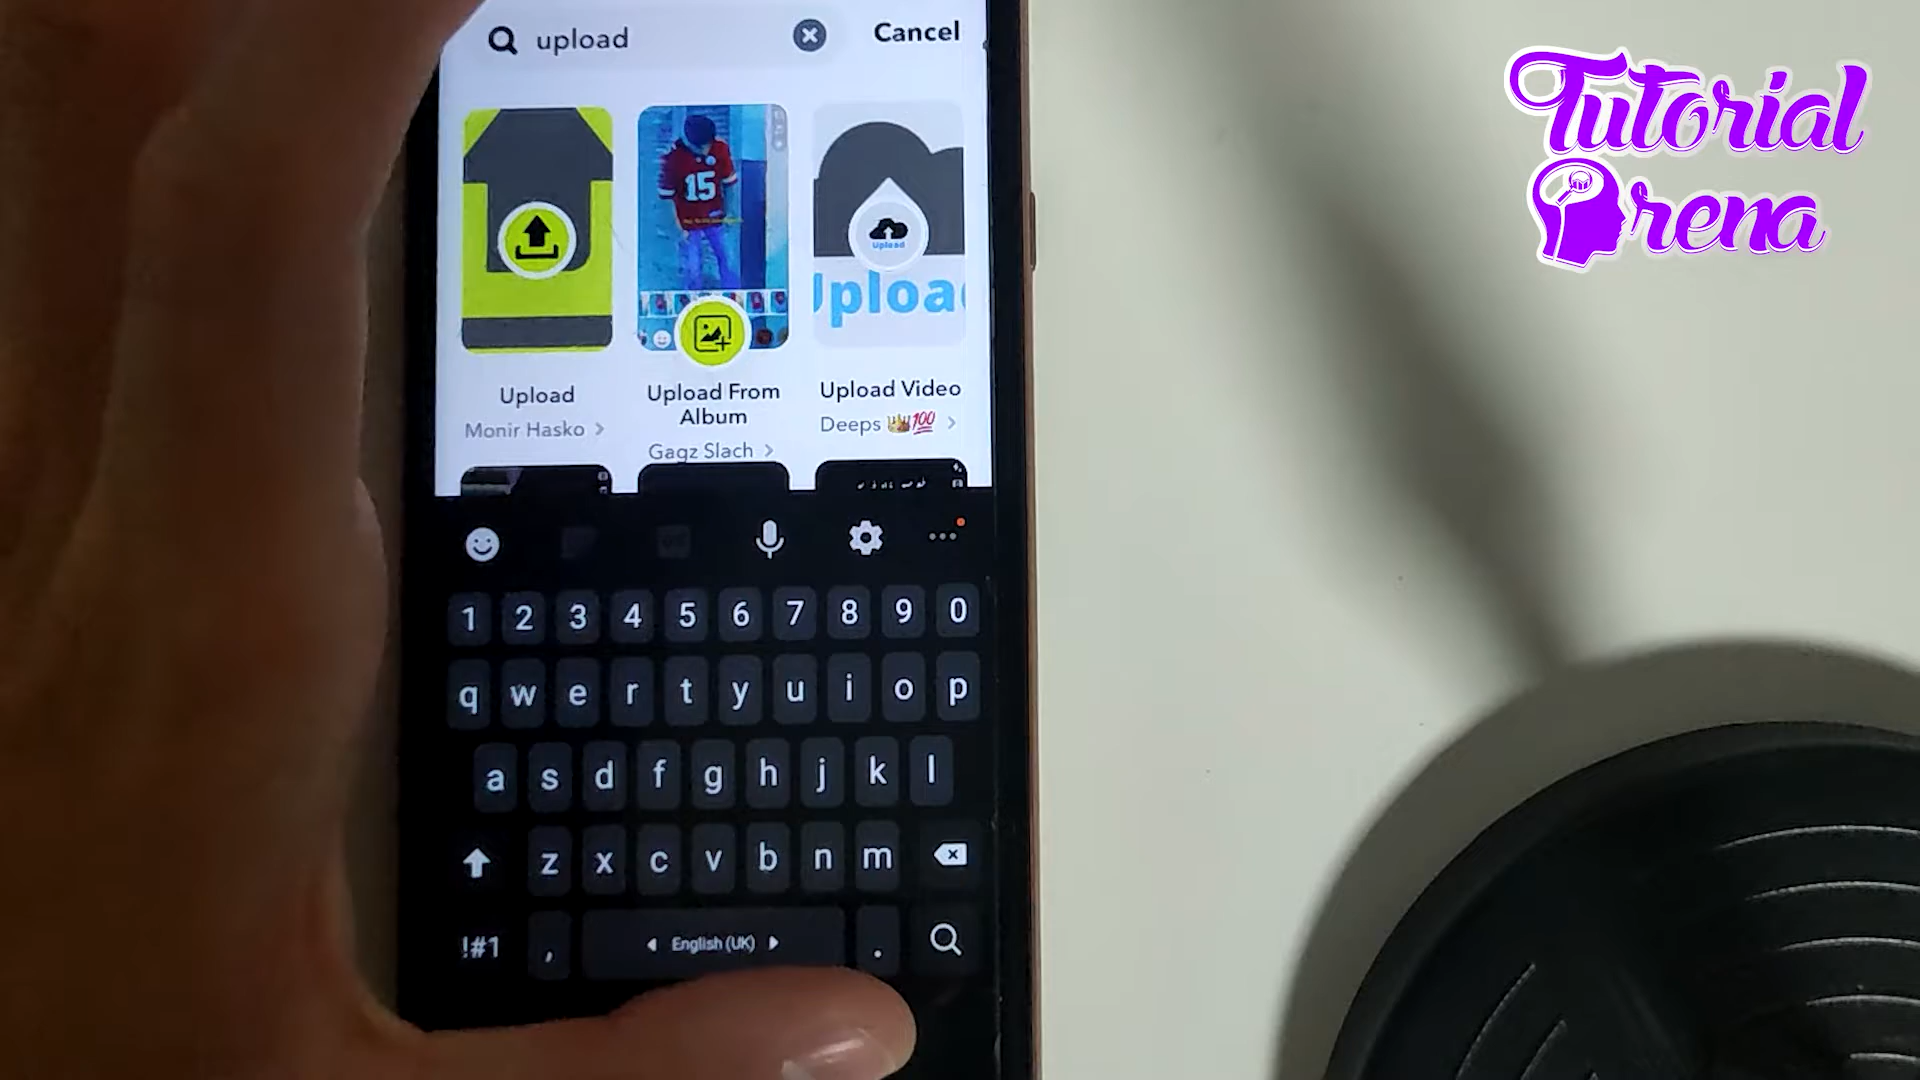 upload
Cancel
15
Upload
Upload
Upload
Monir Hasko >
Upload From
Album
Gagz Slach >
Upload Video
Deeps 👑💯 >
1 2 3 4 5 6 7 8 9 0
q w e r t y u i o p
a s d f g h j k l
z x c v b n m
!#1 , ◀ English (UK) ▶ .
Tutorial
Arena